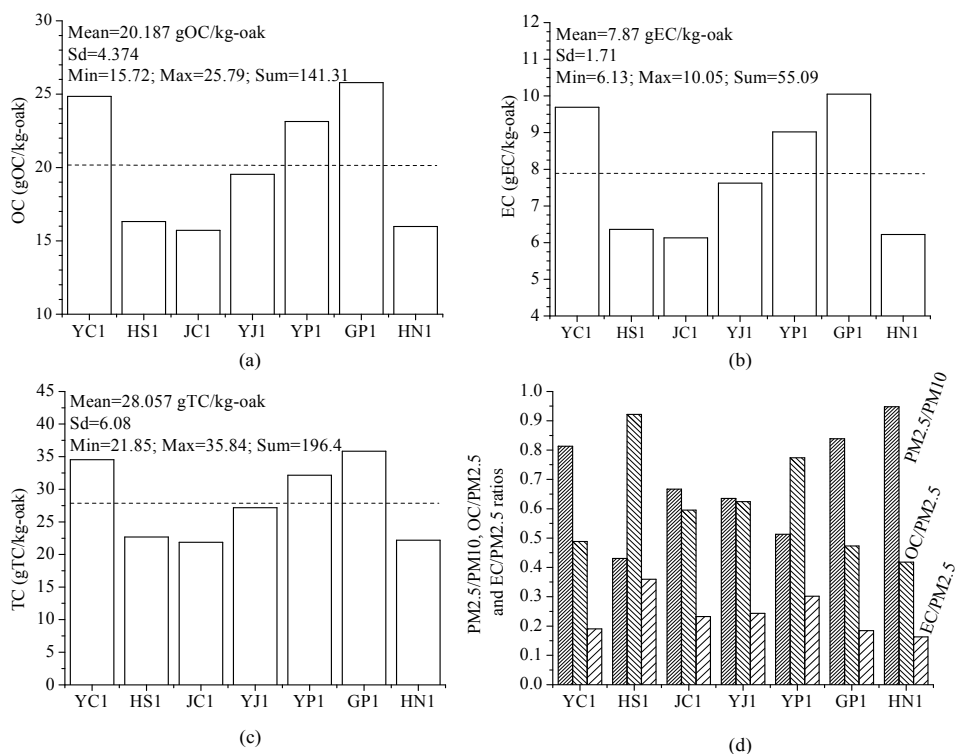 30
25
20
15
10
OC (gOC/kg-oak)
Mean=20.187 gOC/kg-oak
Sd=4.374
Min=15.72; Max=25.79; Sum=141.31
YC1 HS1 JC1 YJ1 YP1 GP1 HN1
(a)
12
11
10
9
8
7
6
5
4
EC (gEC/kg-oak)
Mean=7.87 gEC/kg-oak
Sd=1.71
Min=6.13; Max=10.05; Sum=55.09
YC1 HS1 JC1 YJ1 YP1 GP1 HN1
(b)
45
40
35
30
25
20
15
10
5
0
TC (gTC/kg-oak)
Mean=28.057 gTC/kg-oak
Sd=6.08
Min=21.85; Max=35.84; Sum=196.4
YC1 HS1 JC1 YJ1 YP1 GP1 HN1
(c)
1.0
0.9
0.8
0.7
0.6
0.5
0.4
0.3
0.2
0.1
0.0
PM2.5/PM10, OC/PM2.5
and EC/PM2.5 ratios
PM2.5/PM10
OC/PM2.5
EC/PM2.5
YC1 HS1 JC1 YJ1 YP1 GP1 HN1
(d)